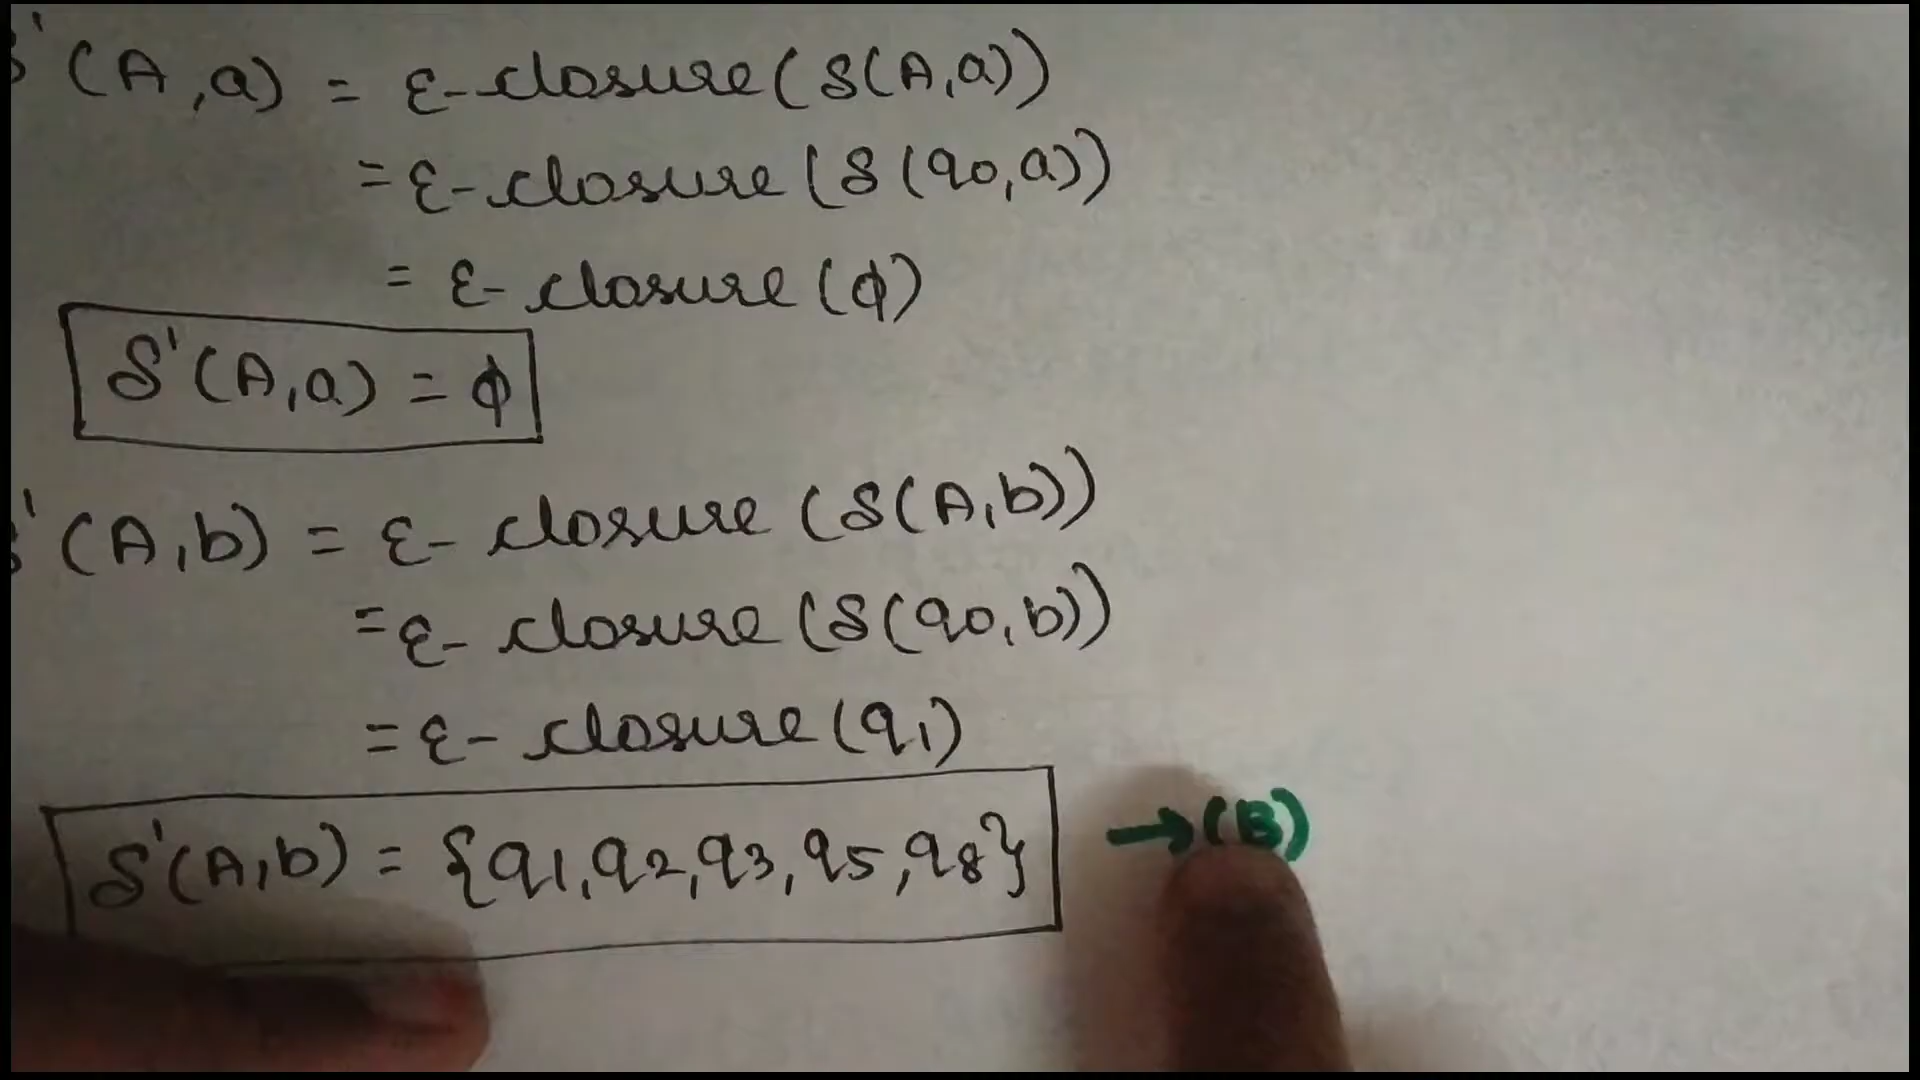 δ'(A,a) = ε-closure(δ(A,a))
= ε-closure(δ(q0,a))
= ε-closure(ϕ)
δ'(A,a) = ϕ
δ'(A,b) = ε-closure(δ(A,b))
= ε-closure(δ(q0,b))
= ε-closure(q1)
δ'(A,b) = {q1,q2,q3,q5,q8} →(B)